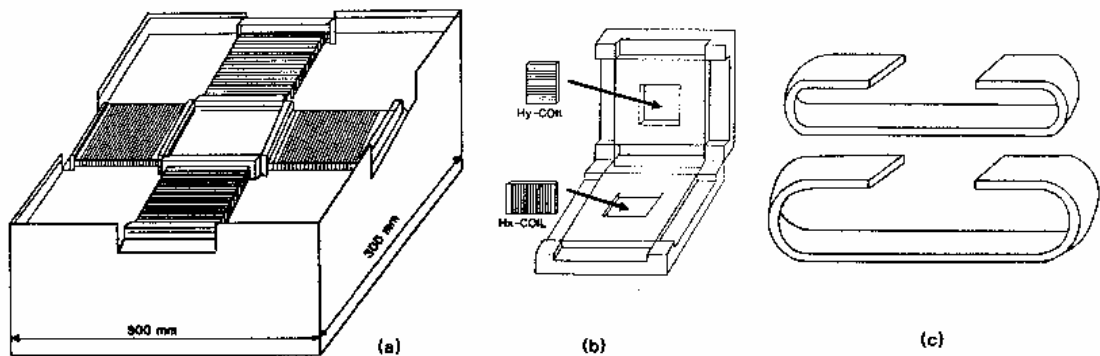 Hy-COIL
Hx-COIL
300 mm
300 mm
(a)
(b)
(c)